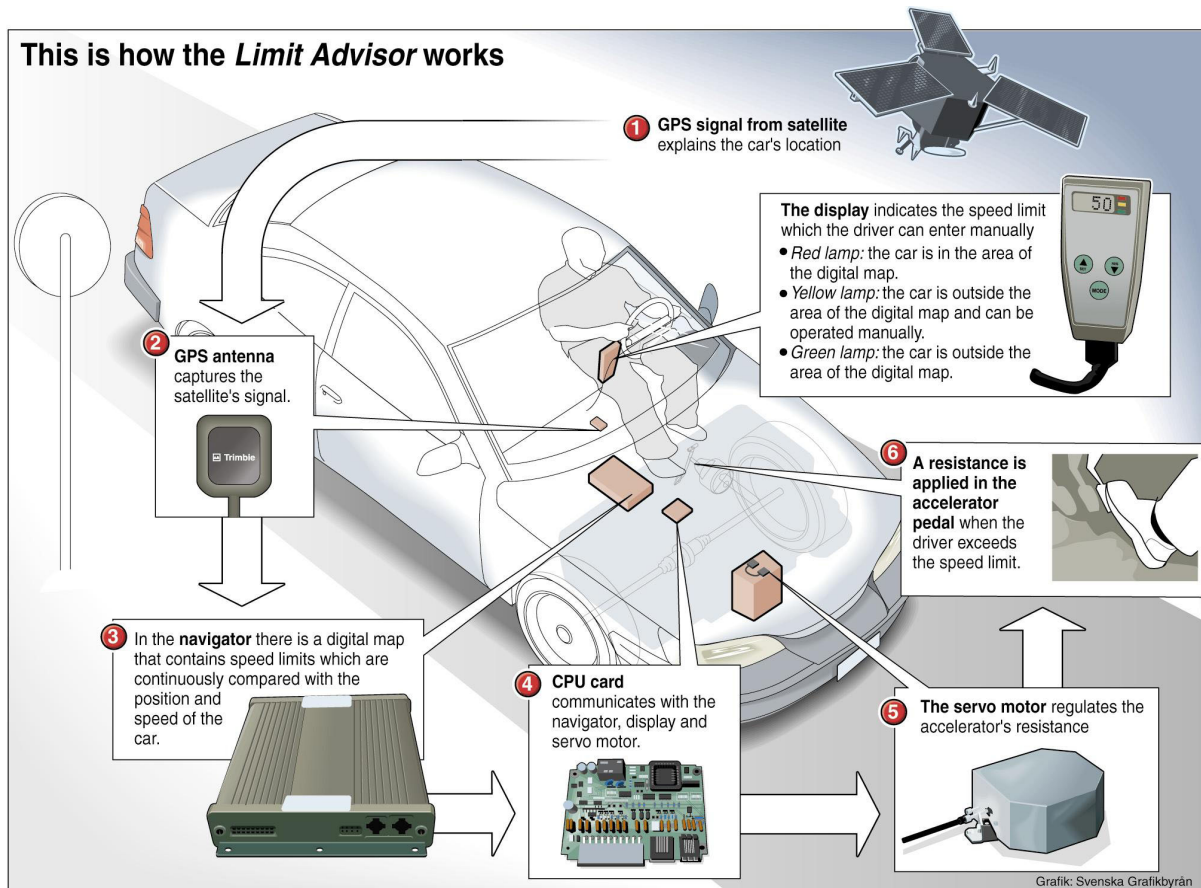 This is how the Limit Advisor works
1 GPS signal from satellite
explains the car's location
The display indicates the speed limit
which the driver can enter manually
• Red lamp: the car is in the area of
the digital map.
• Yellow lamp: the car is outside the
area of the digital map and can be
operated manually.
• Green lamp: the car is outside the
area of the digital map.
50
MODE
2 GPS antenna
captures the
satellite's signal.
Trimble
3 In the navigator there is a digital map
that contains speed limits which are
continuously compared with the
position and
speed of the
car.
4 CPU card
communicates with the
navigator, display and
servo motor.
5 The servo motor regulates the
accelerator's resistance
6 A resistance is
applied in the
accelerator
pedal when the
driver exceeds
the speed limit.
Grafik: Svenska Grafikbyrån